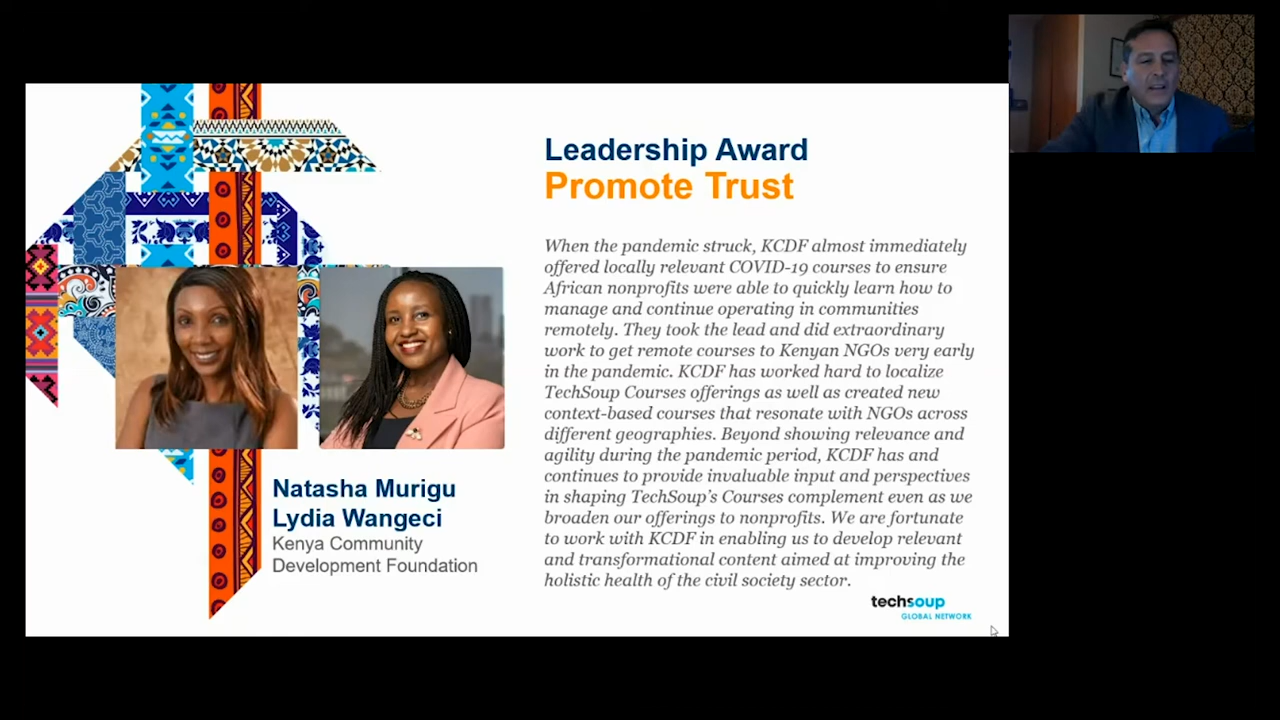 Leadership Award
Promote Trust
When the pandemic struck, KCDF almost immediately
offered locally relevant COVID-19 courses to ensure
African nonprofits were able to quickly learn how to
manage and continue operating in communities
remotely. They took the lead and did extraordinary
work to get remote courses to Kenyan NGOs very early
in the pandemic. KCDF has worked hard to localize
TechSoup Courses offerings as well as created new
context-based courses that resonate with NGOs across
different geographies. Beyond showing relevance and
agility during the pandemic period, KCDF has and
continues to provide invaluable input and perspectives
in shaping TechSoup's Courses complement even as we
broaden our offerings to nonprofits. We are fortunate
to work with KCDF in enabling us to develop relevant
and transformational content aimed at improving the
holistic health of the civil society sector.
Natasha Murigu
Lydia Wangeci
Kenya Community
Development Foundation
techsoup
GLOBAL NETWORK